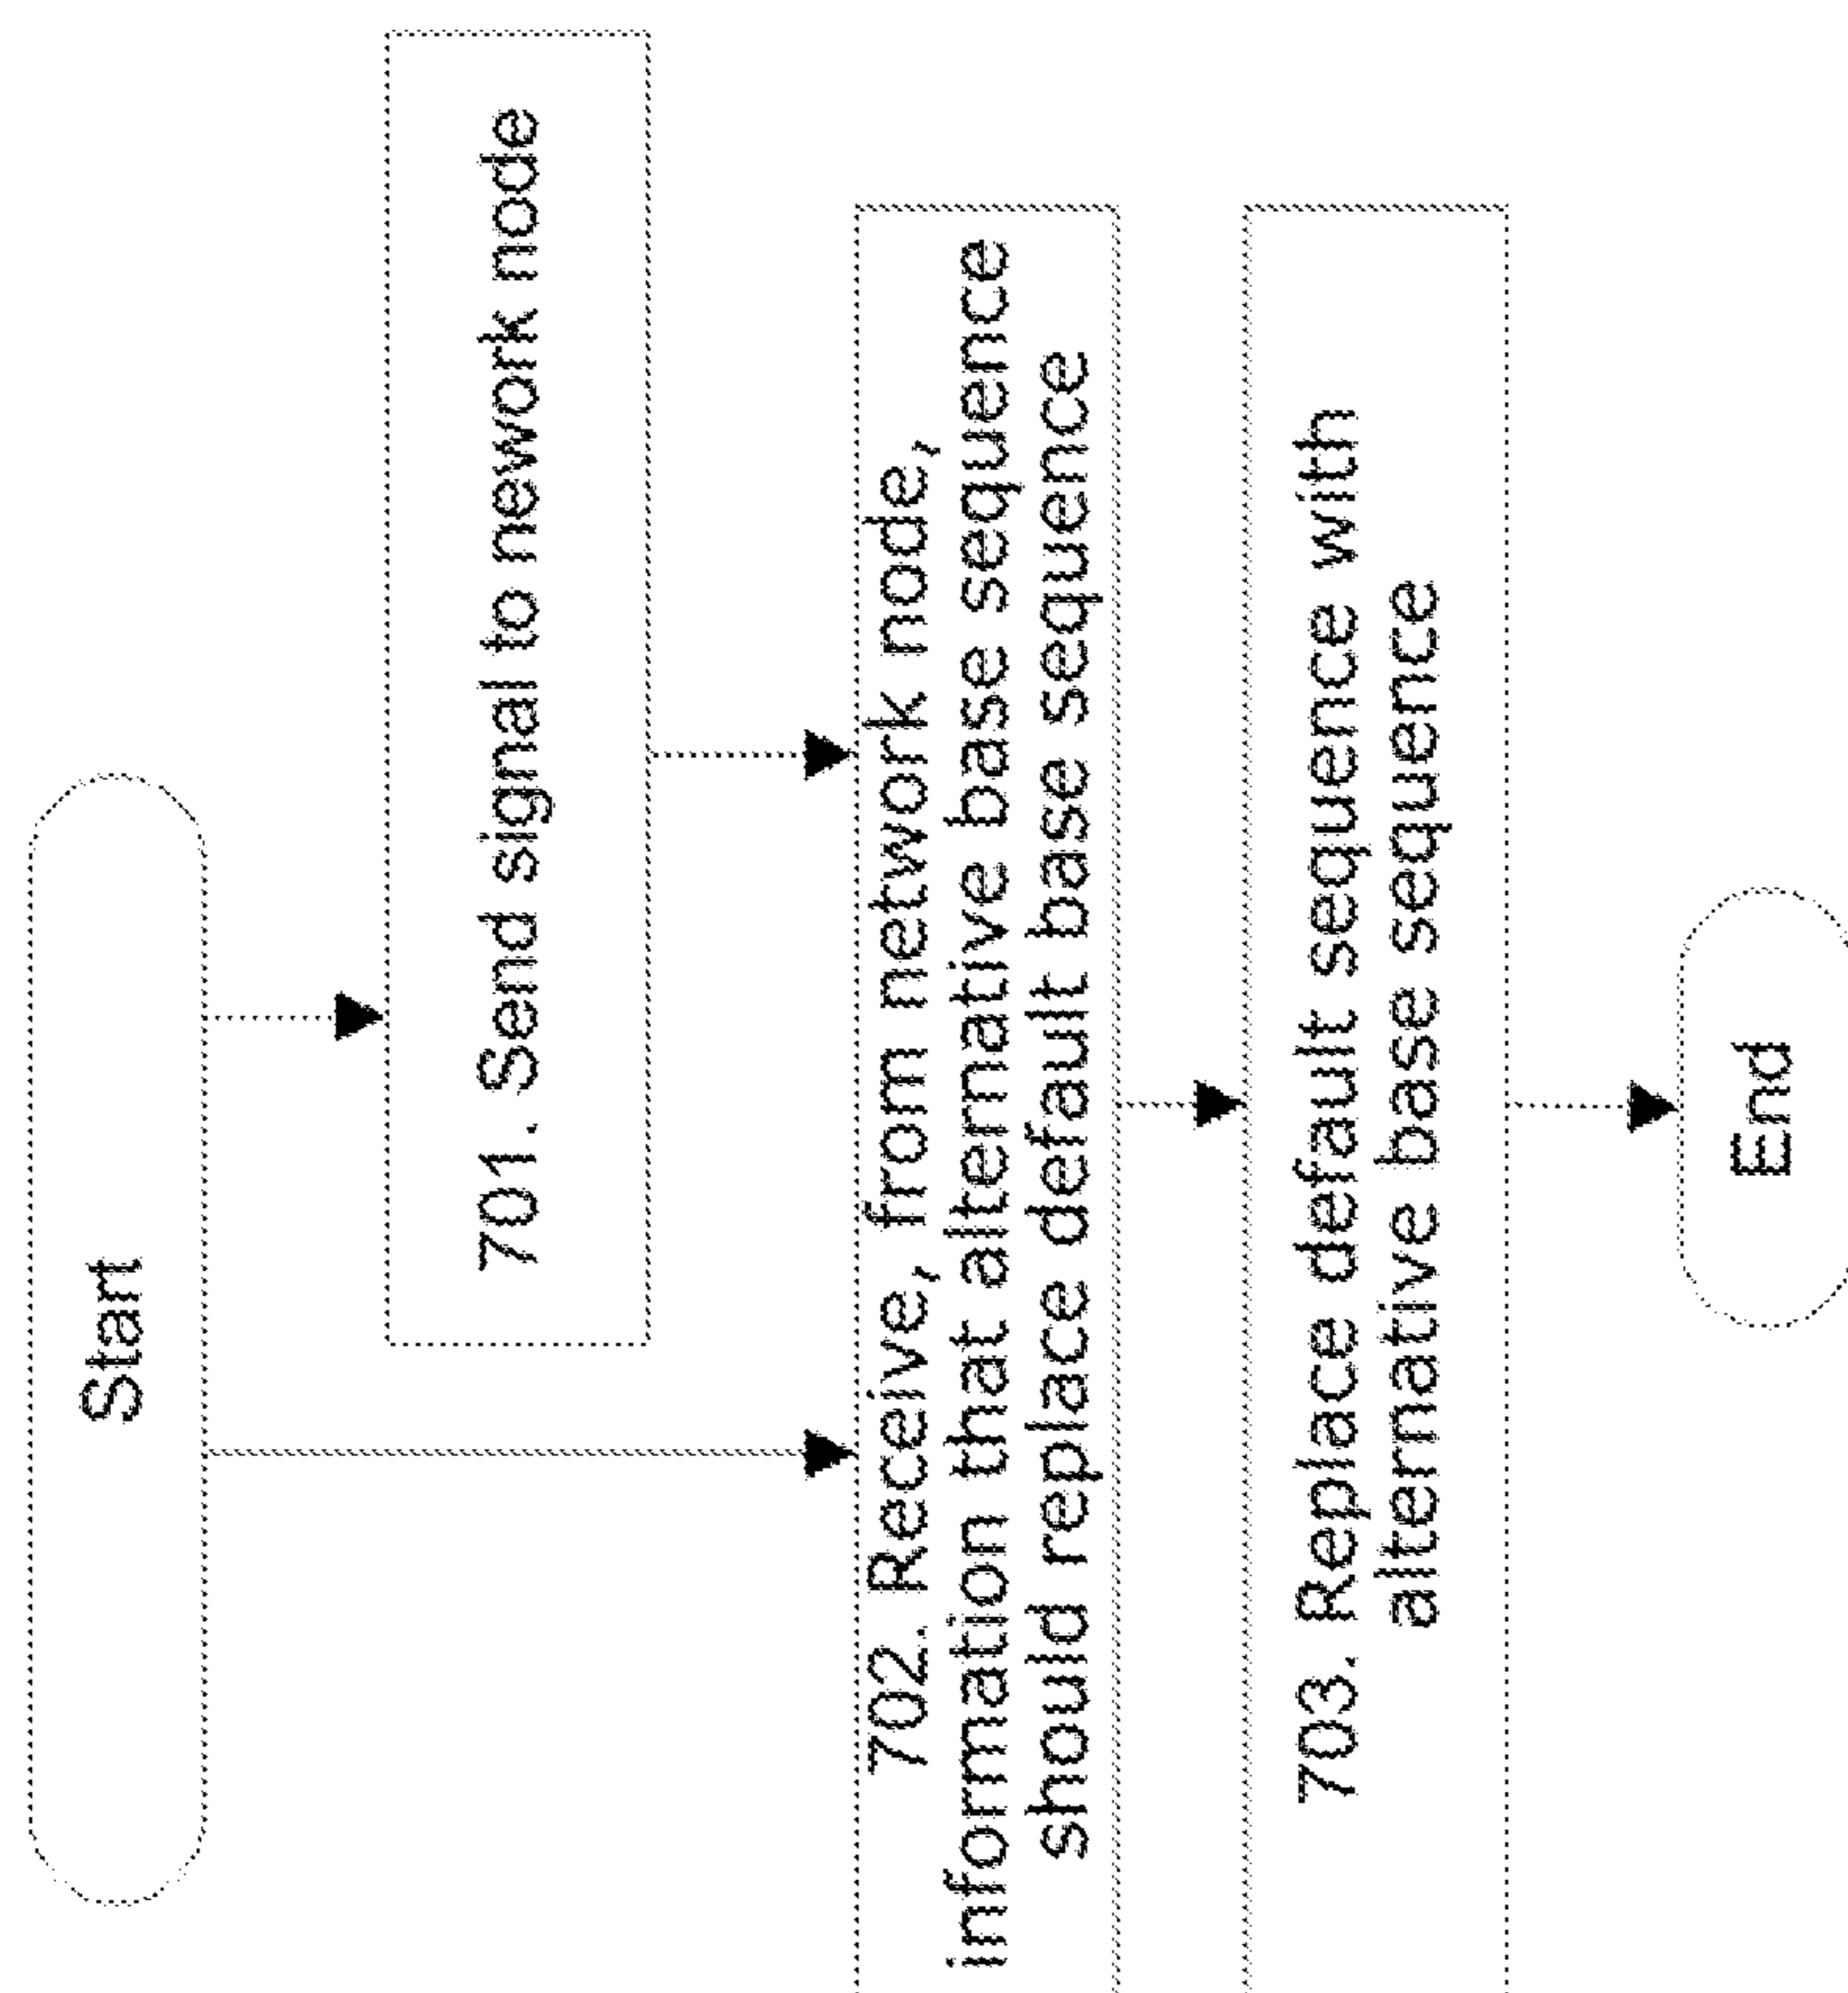 Start
701. Send signal to nework node
702. Receive, from network node,
information that alternative base sequence
should replace default base sequence
703. Replace default sequence with
alternative base sequence
End